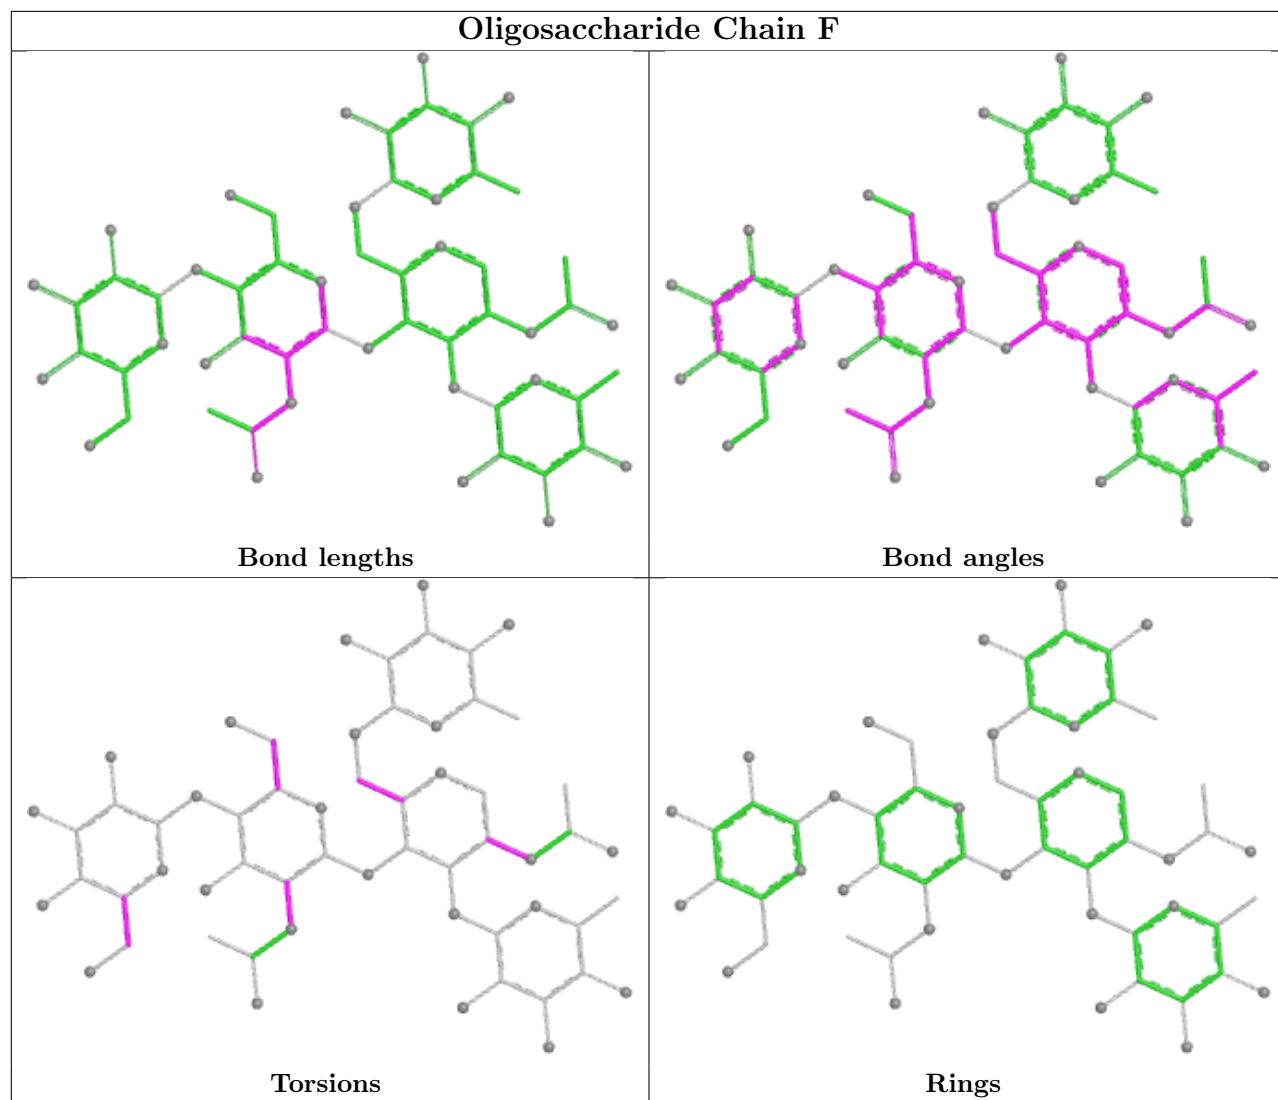 Oligosaccharide Chain F
Bond lengths
Bond angles
Torsions
Rings